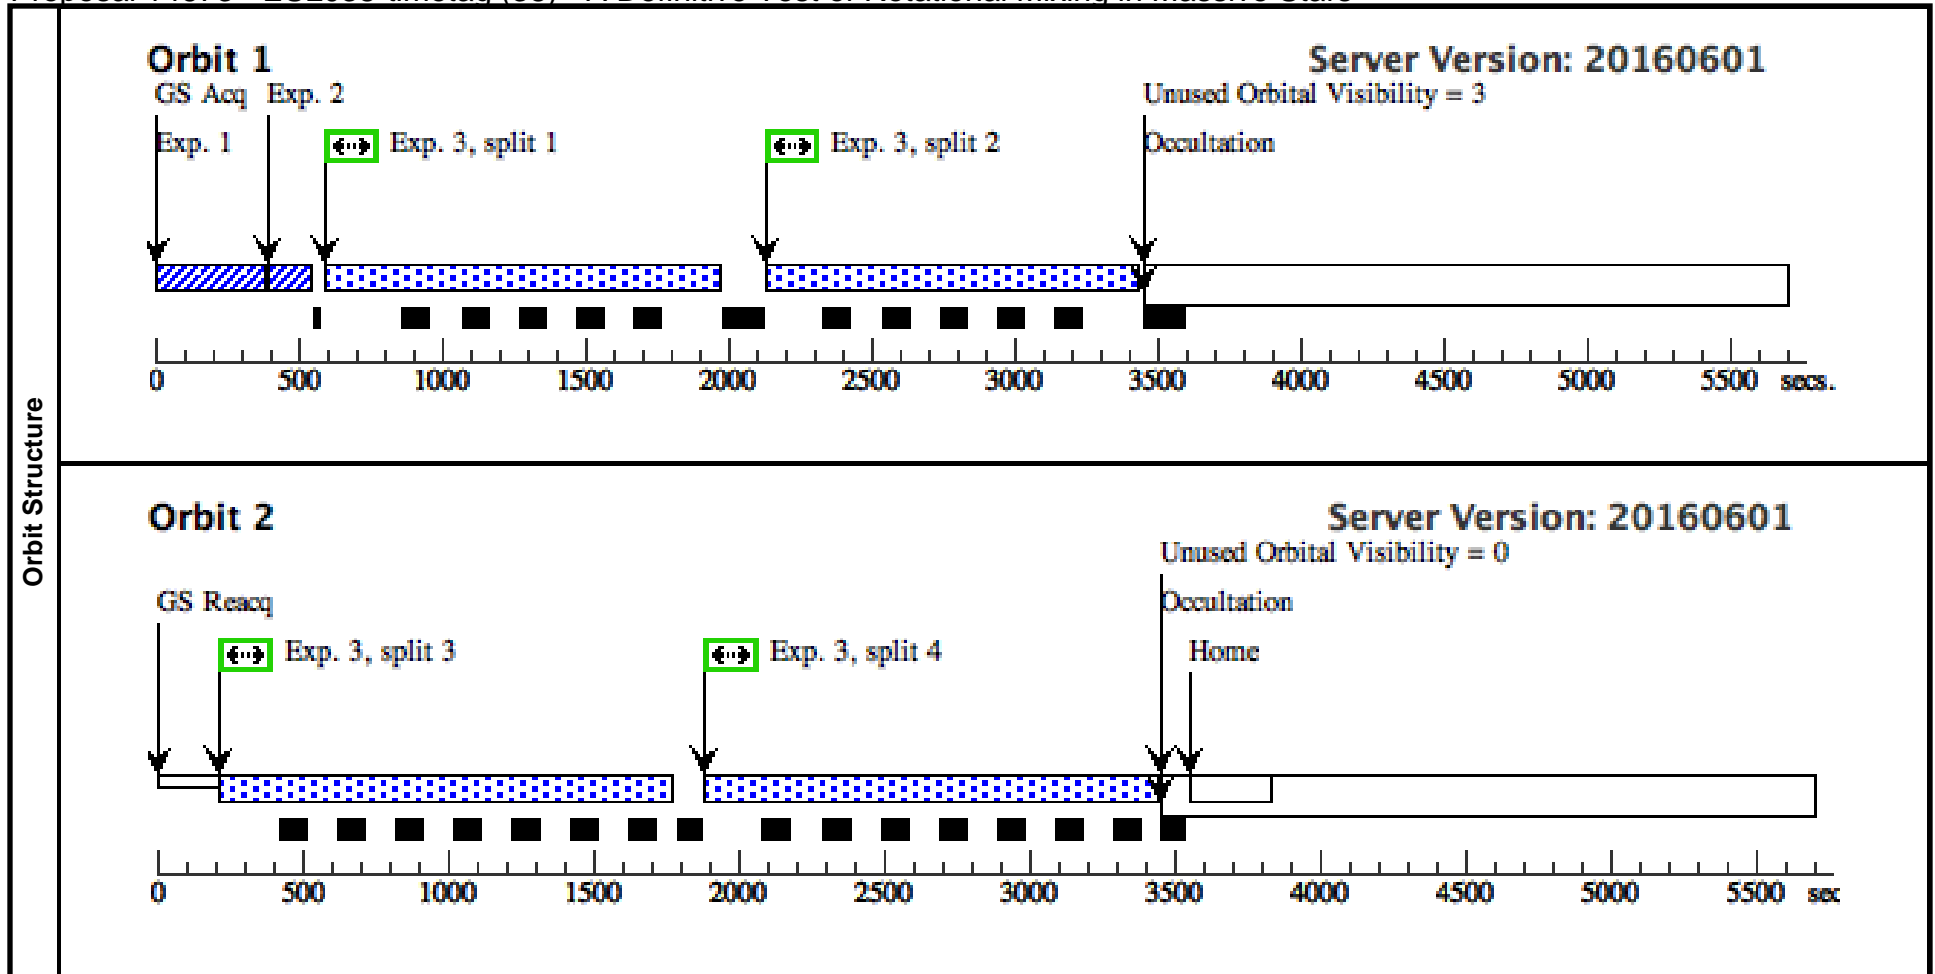 Orbit Structure
Orbit 1
Server Version: 20160601
GS Acq Exp. 2
Unused Orbital Visibility = 3
Exp. 1
Exp. 3, split 1
Exp. 3, split 2
Occultation
0 500 1000 1500 2000 2500 3000 3500 4000 4500 5000 5500 secs.
Orbit 2
Server Version: 20160601
Unused Orbital Visibility = 0
GS Reacq
Occultation
Exp. 3, split 3
Exp. 3, split 4
Home
0 500 1000 1500 2000 2500 3000 3500 4000 4500 5000 5500 sec